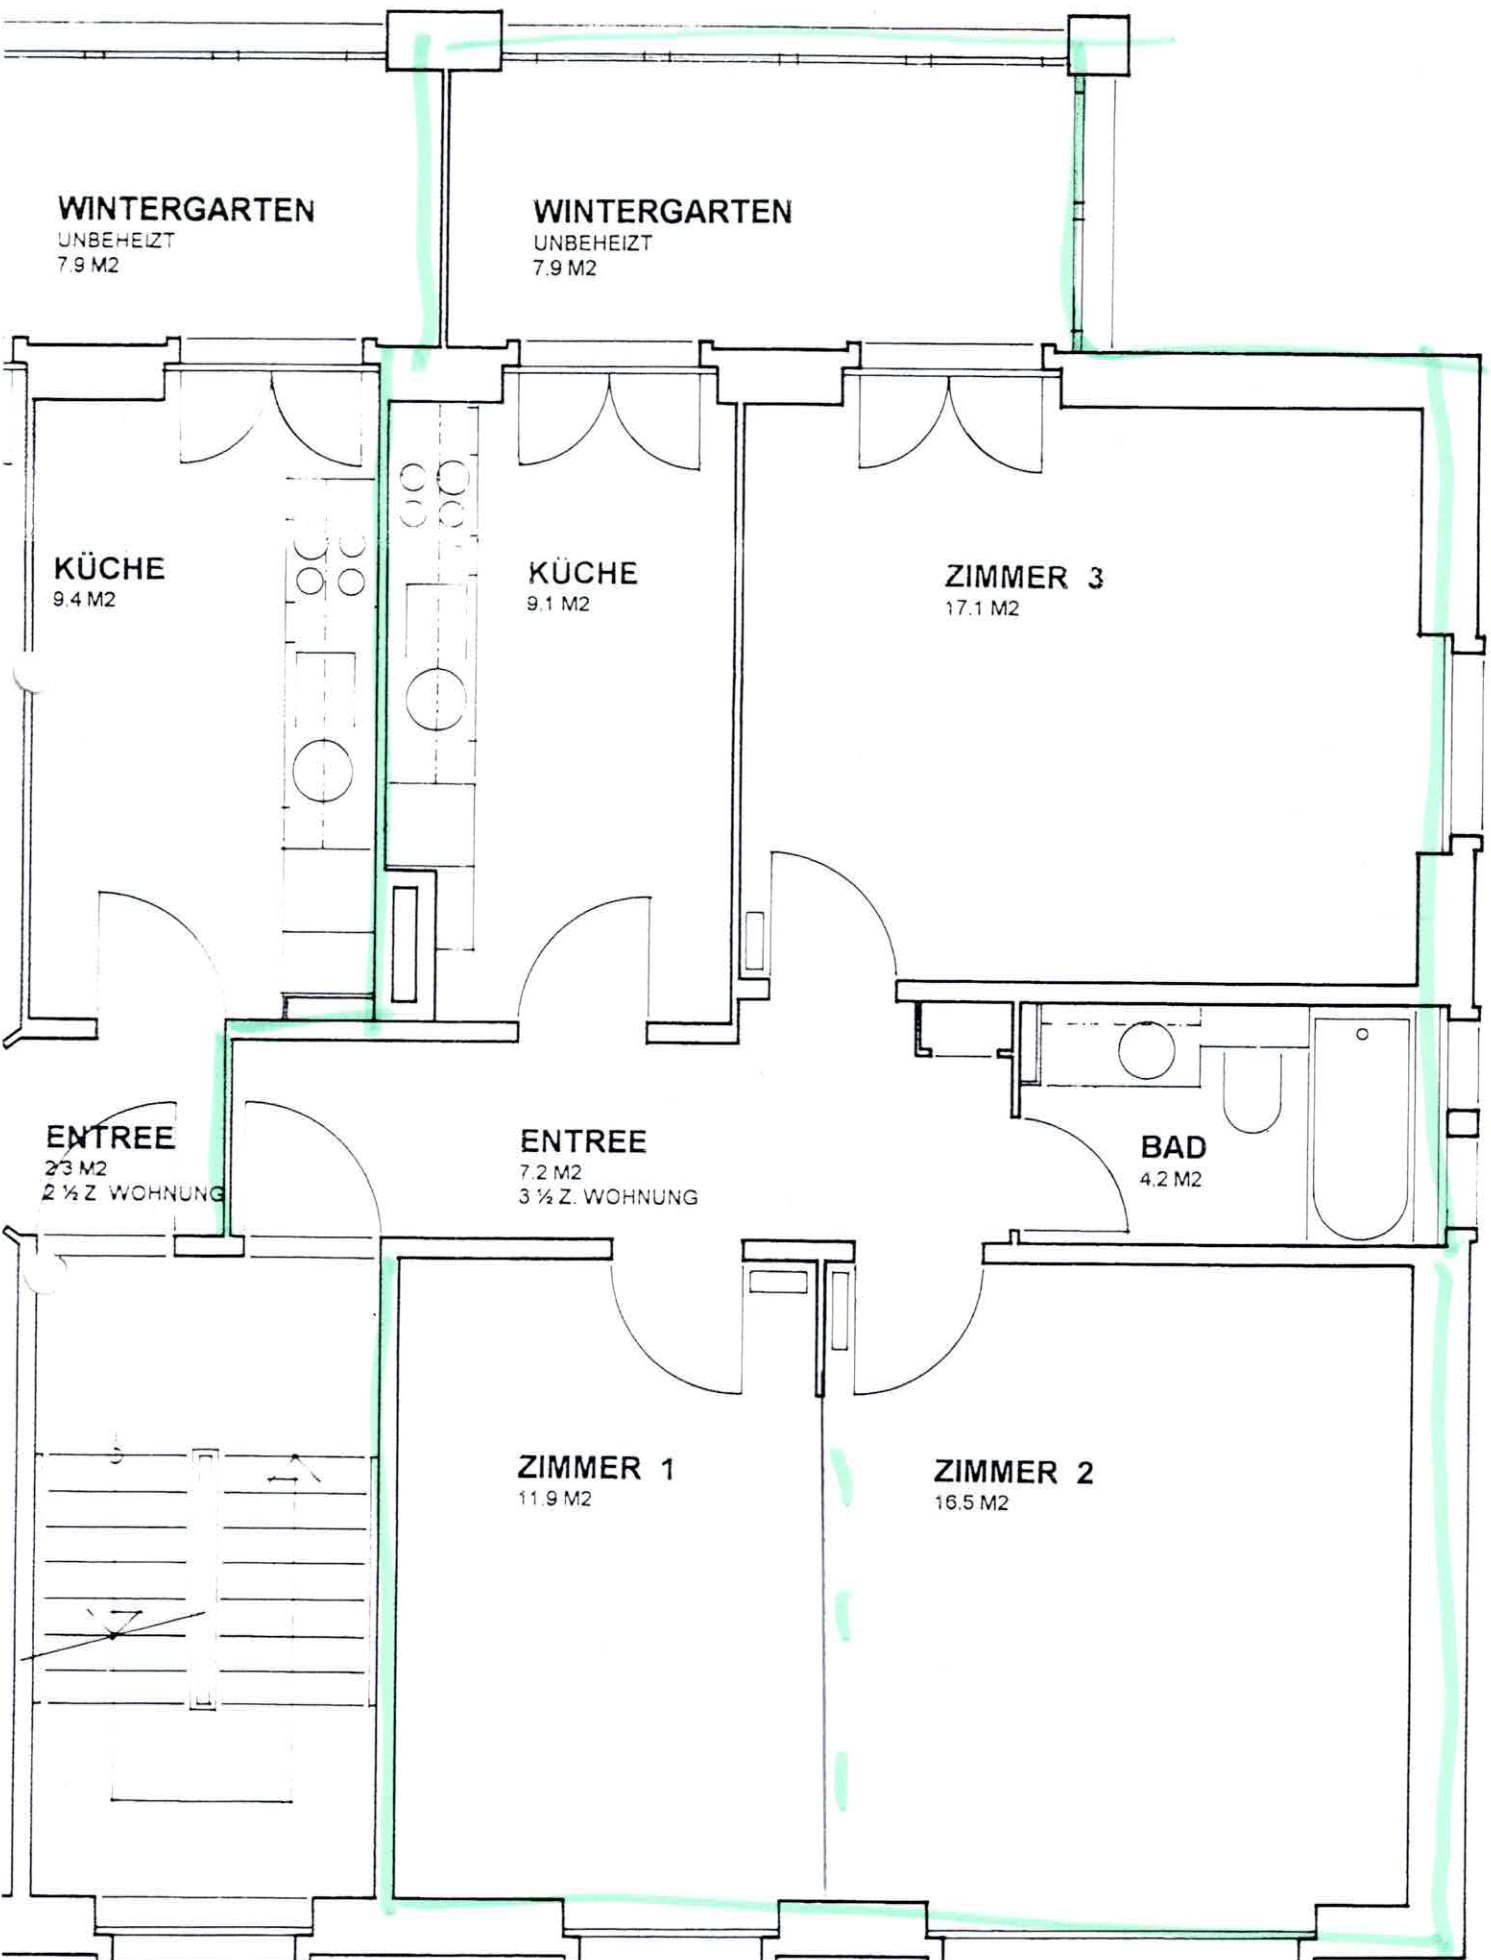 WINTERGARTEN
UNBEHEIZT
7.9 M2
WINTERGARTEN
UNBEHEIZT
7.9 M2
KÜCHE
9.4 M2
KÜCHE
9.1 M2
ZIMMER 3
17.1 M2
ENTREE
2.3 M2
2 ½ Z. WOHNUNG
ENTREE
7.2 M2
3 ½ Z. WOHNUNG
BAD
4.2 M2
ZIMMER 1
11.9 M2
ZIMMER 2
16.5 M2